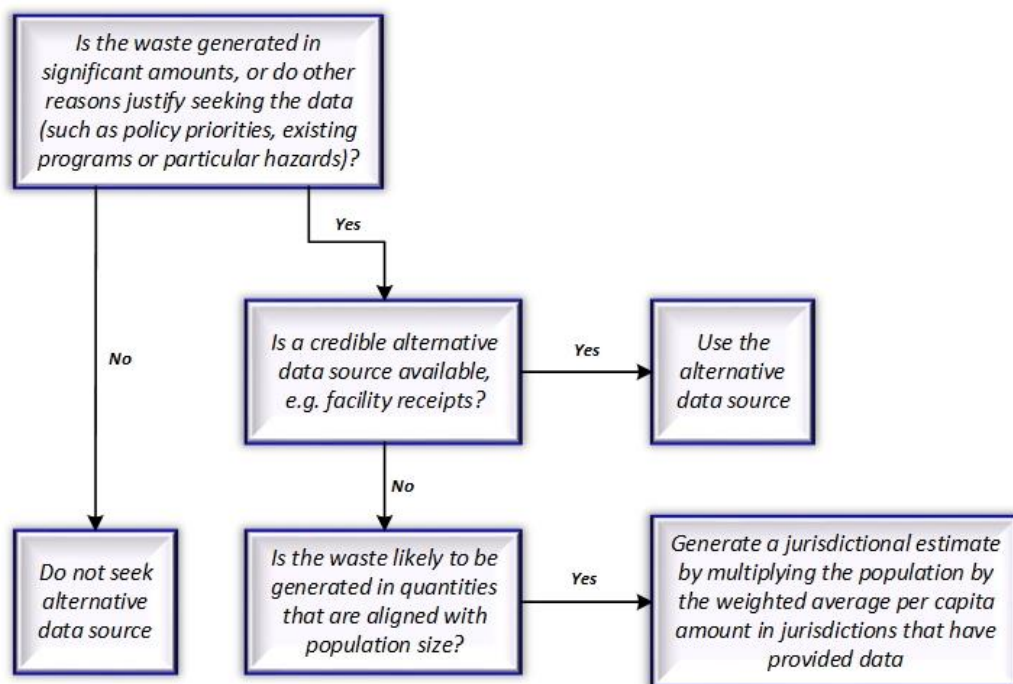 Is the waste generated in
significant amounts, or do other
reasons justify seeking the data
(such as policy priorities, existing
programs or particular hazards)?
Yes
No
Is a credible alternative
data source available,
e.g. facility receipts?
Yes
Use the
alternative
data source
No
Do not seek
alternative
data source
Is the waste likely to be
generated in quantities
that are aligned with
population size?
Yes
Generate a jurisdictional estimate
by multiplying the population by
the weighted average per capita
amount in jurisdictions that have
provided data